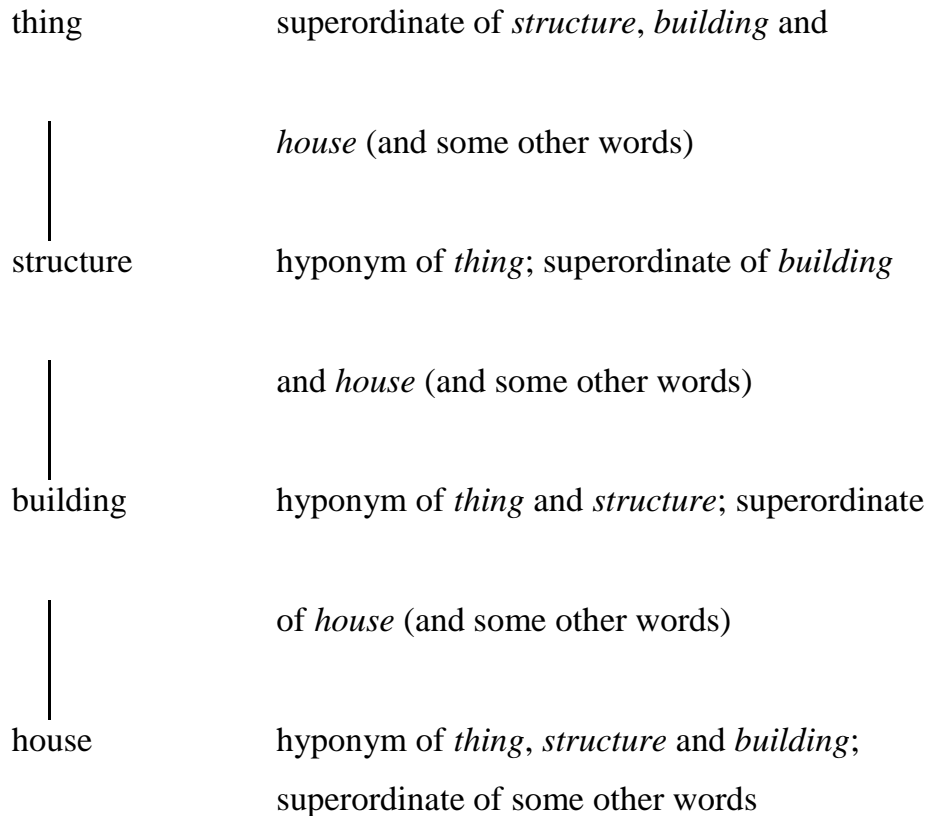 thing superordinate of structure, building and
house (and some other words)
structure hyponym of thing; superordinate of building
and house (and some other words)
building hyponym of thing and structure; superordinate
of house (and some other words)
house hyponym of thing, structure and building;
superordinate of some other words